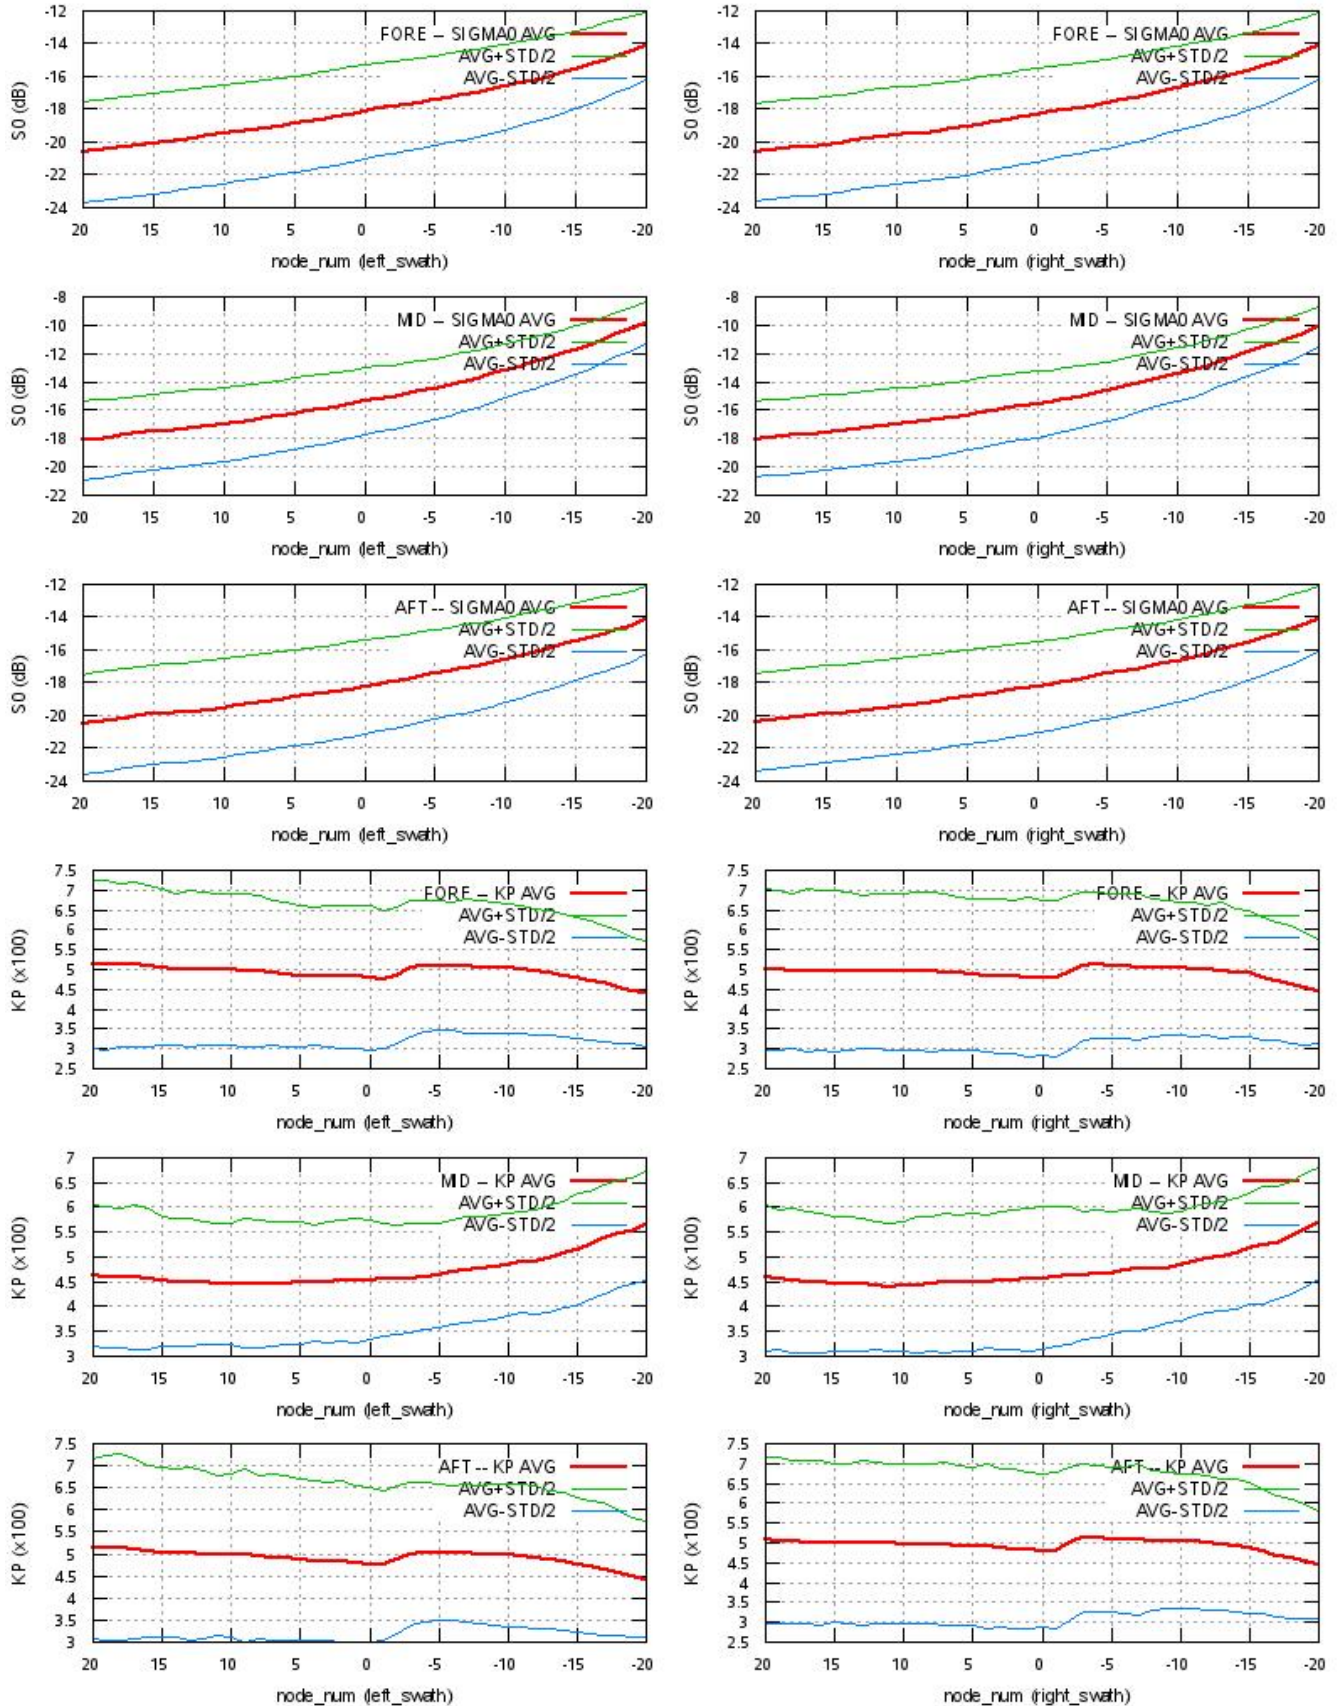 -12
-14
-16
-18
-20
-22
-24
S0 (dB)
FORE -- SIGMA0 AVG
AVG+STD/2
AVG-STD/2
20 15 10 5 0 -5 -10 -15 -20
node_num (left_swath)
-12
-14
-16
-18
-20
-22
-24
S0 (dB)
FORE -- SIGMA0 AVG
AVG+STD/2
AVG-STD/2
20 15 10 5 0 -5 -10 -15 -20
node_num (right_swath)
-8
-10
-12
-14
-16
-18
-20
-22
S0 (dB)
MID -- SIGMA0 AVG
AVG+STD/2
AVG-STD/2
20 15 10 5 0 -5 -10 -15 -20
node_num (left_swath)
-8
-10
-12
-14
-16
-18
-20
-22
S0 (dB)
MID -- SIGMA0 AVG
AVG+STD/2
AVG-STD/2
20 15 10 5 0 -5 -10 -15 -20
node_num (right_swath)
-12
-14
-16
-18
-20
-22
-24
S0 (dB)
AFT -- SIGMA0 AVG
AVG+STD/2
AVG-STD/2
20 15 10 5 0 -5 -10 -15 -20
node_num (left_swath)
-12
-14
-16
-18
-20
-22
-24
S0 (dB)
AFT -- SIGMA0 AVG
AVG+STD/2
AVG-STD/2
20 15 10 5 0 -5 -10 -15 -20
node_num (right_swath)
7.5
7
6.5
6
5.5
5
4.5
4
3.5
3
2.5
KP (x100)
FORE -- KP AVG
AVG+STD/2
AVG-STD/2
20 15 10 5 0 -5 -10 -15 -20
node_num (left_swath)
7.5
7
6.5
6
5.5
5
4.5
4
3.5
3
2.5
KP (x100)
FORE -- KP AVG
AVG+STD/2
AVG-STD/2
20 15 10 5 0 -5 -10 -15 -20
node_num (right_swath)
7
6.5
6
5.5
5
4.5
4
3.5
3
KP (x100)
MID -- KP AVG
AVG+STD/2
AVG-STD/2
20 15 10 5 0 -5 -10 -15 -20
node_num (left_swath)
7
6.5
6
5.5
5
4.5
4
3.5
3
KP (x100)
MID -- KP AVG
AVG+STD/2
AVG-STD/2
20 15 10 5 0 -5 -10 -15 -20
node_num (right_swath)
7.5
7
6.5
6
5.5
5
4.5
4
3.5
3
KP (x100)
AFT -- KP AVG
AVG+STD/2
AVG-STD/2
20 15 10 5 0 -5 -10 -15 -20
node_num (left_swath)
7.5
7
6.5
6
5.5
5
4.5
4
3.5
3
2.5
KP (x100)
AFT -- KP AVG
AVG+STD/2
AVG-STD/2
20 15 10 5 0 -5 -10 -15 -20
node_num (right_swath)